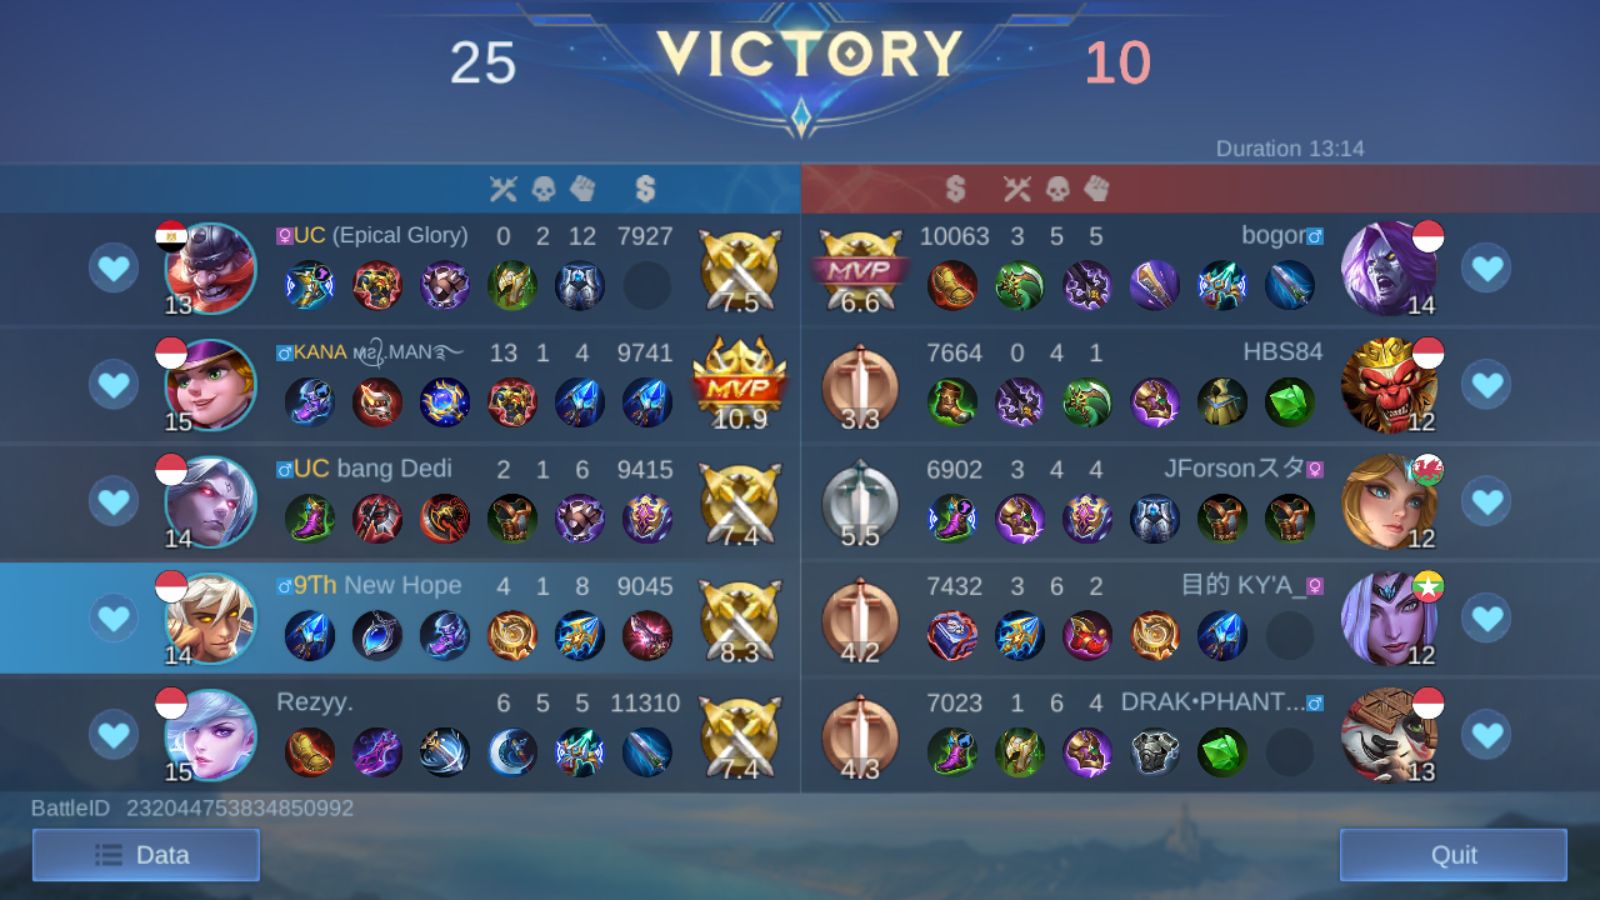 25 VICTORY 10
Duration 13:14
UC (Epical Glory) 0 2 12 7927
13 7.5
10063 3 5 5 bogor
MVP 6.6 14
KANA .MAN 13 1 4 9741
15 MVP 10.9
7664 0 4 1 HBS84
3.3 12
UC bang Dedi 2 1 6 9415
14 7.4
6902 3 4 4 JForsonスタ
5.5 12
9Th New Hope 4 1 8 9045
14 8.3
7432 3 6 2 目的 KY'A_
4.2 12
Rezyy. 6 5 5 11310
15 7.4
7023 1 6 4 DRAK•PHANT...
4.3 13
BattleID 232044753834850992
Data
Quit